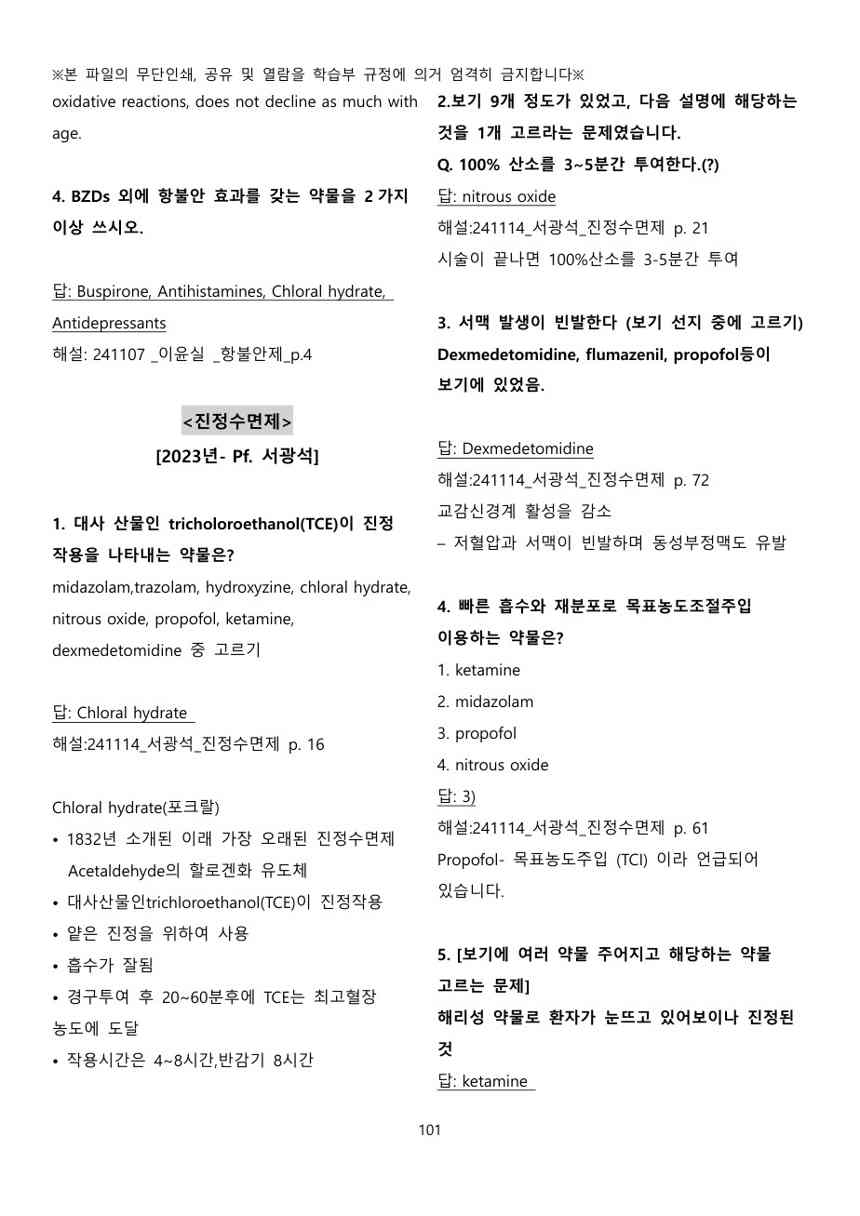 ※본 파일의 무단인쇄, 공유 및 열람을 학습부 규정에 의거 엄격히 금지합니다※
oxidative reactions, does not decline as much with
age.
4. BZDs 외에 항불안 효과를 갖는 약물을 2 가지
이상 쓰시오.
답: Buspirone, Antihistamines, Chloral hydrate,
Antidepressants
해설: 241107 _이윤실 _항불안제_p.4
<진정수면제>
[2023년- Pf. 서광석]
1. 대사 산물인 tricholoroethanol(TCE)이 진정
작용을 나타내는 약물은?
midazolam,trazolam, hydroxyzine, chloral hydrate,
nitrous oxide, propofol, ketamine,
dexmedetomidine 중 고르기
답: Chloral hydrate
해설:241114_서광석_진정수면제 p. 16
Chloral hydrate(포크랄)
• 1832년 소개된 이래 가장 오래된 진정수면제
Acetaldehyde의 할로겐화 유도체
• 대사산물인trichloroethanol(TCE)이 진정작용
• 얕은 진정을 위하여 사용
• 흡수가 잘됨
• 경구투여 후 20~60분후에 TCE는 최고혈장
농도에 도달
• 작용시간은 4~8시간,반감기 8시간
2.보기 9개 정도가 있었고, 다음 설명에 해당하는
것을 1개 고르라는 문제였습니다.
Q. 100% 산소를 3~5분간 투여한다.(?)
답: nitrous oxide
해설:241114_서광석_진정수면제 p. 21
시술이 끝나면 100%산소를 3-5분간 투여
3. 서맥 발생이 빈발한다 (보기 선지 중에 고르기)
Dexmedetomidine, flumazenil, propofol등이
보기에 있었음.
답: Dexmedetomidine
해설:241114_서광석_진정수면제 p. 72
교감신경계 활성을 감소
– 저혈압과 서맥이 빈발하며 동성부정맥도 유발
4. 빠른 흡수와 재분포로 목표농도조절주입
이용하는 약물은?
1. ketamine
2. midazolam
3. propofol
4. nitrous oxide
답: 3)
해설:241114_서광석_진정수면제 p. 61
Propofol- 목표농도주입 (TCI) 이라 언급되어
있습니다.
5. [보기에 여러 약물 주어지고 해당하는 약물
고르는 문제]
해리성 약물로 환자가 눈뜨고 있어보이나 진정된
것
답: ketamine
101